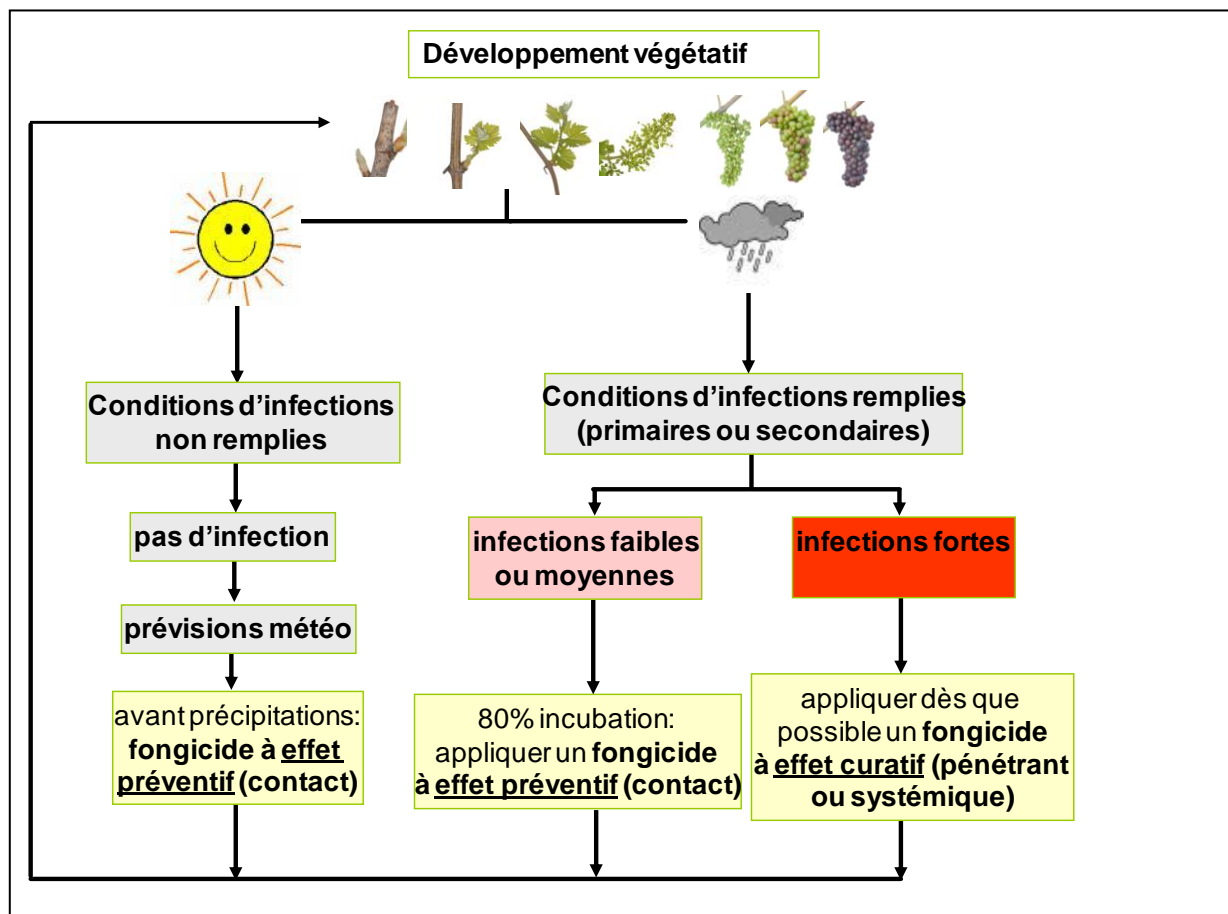 Développement végétatif
Conditions d'infections
non remplies
pas d'infection
prévisions météo
avant précipitations:
fongicide à effet
préventif (contact)
Conditions d'infections remplies
(primaires ou secondaires)
infections faibles
ou moyennes
80% incubation:
appliquer un fongicide
à effet préventif (contact)
infections fortes
appliquer dès que
possible un fongicide
à effet curatif (pénétrant
ou systémique)